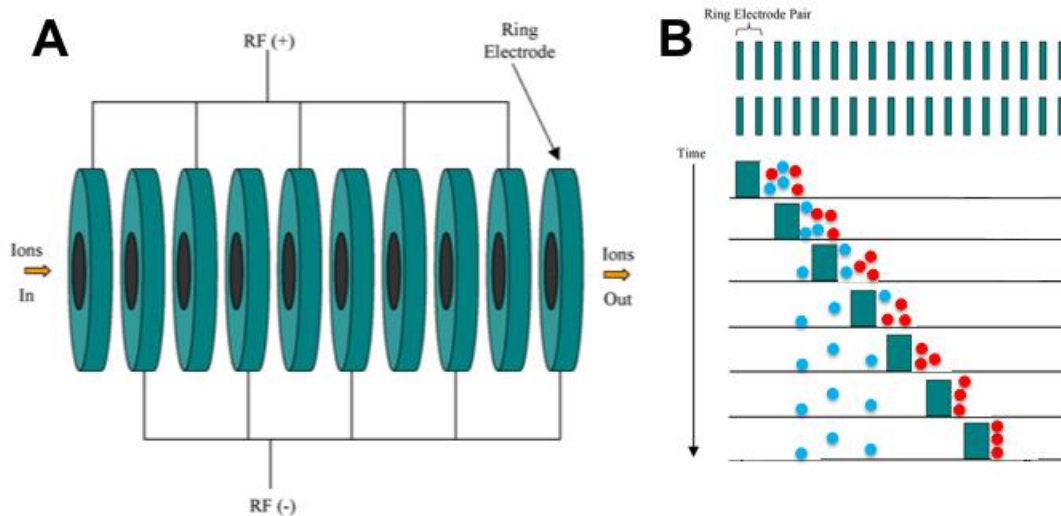 A
RF (+)
Ring
Electrode
Ions
In
Ions
Out
RF (-)
B
Ring Electrode Pair
Time